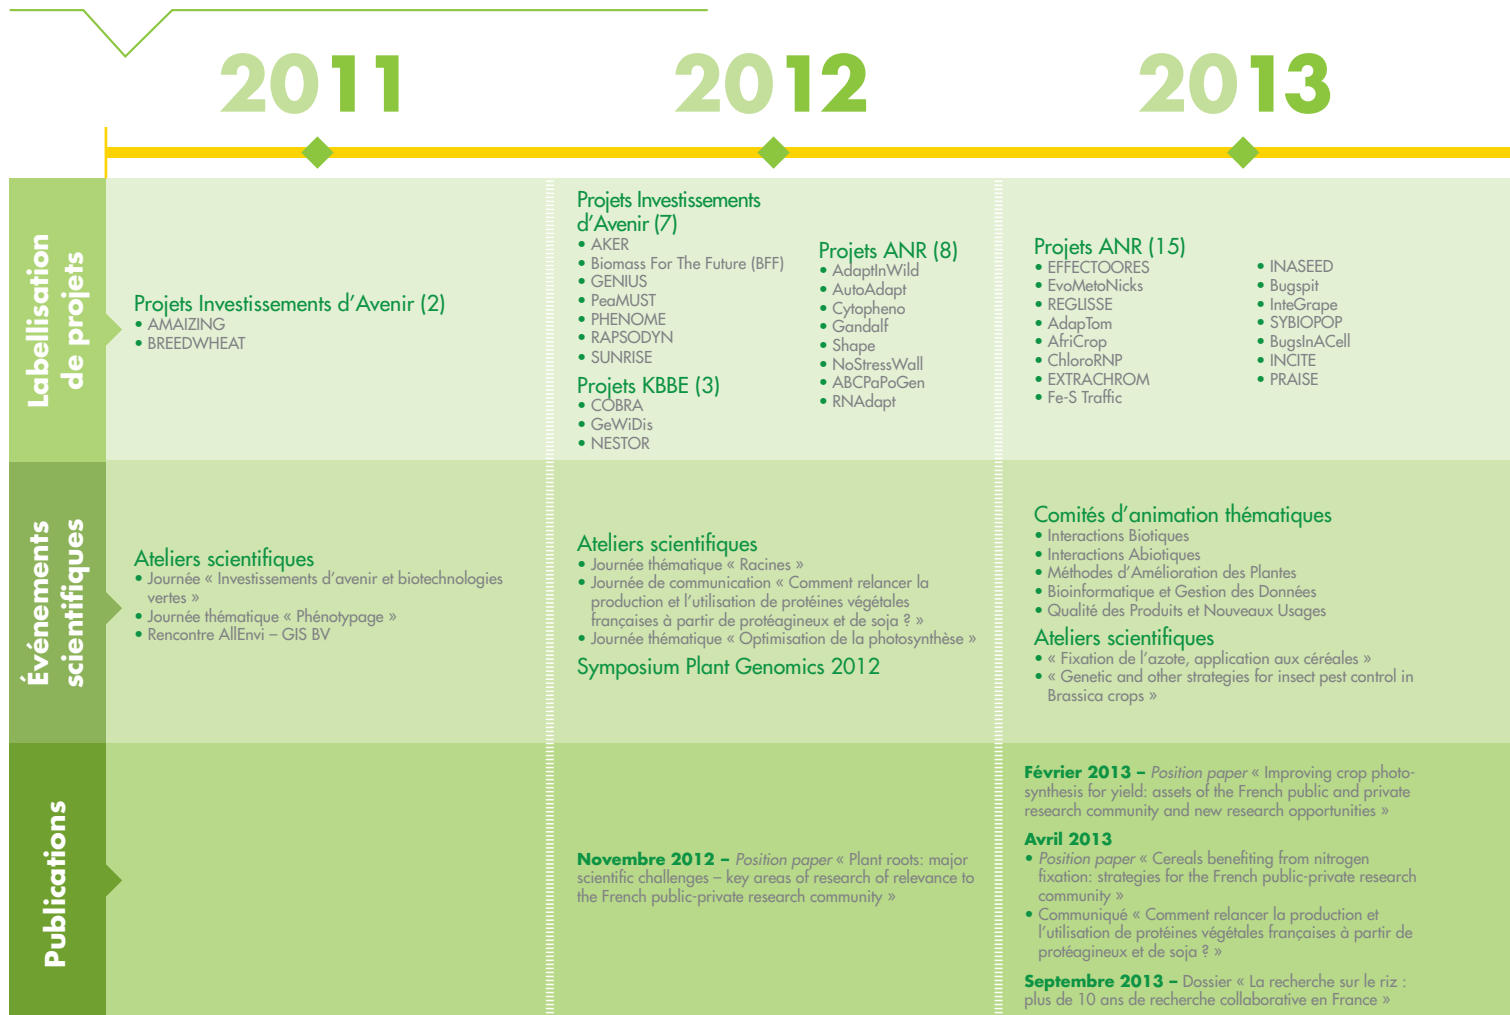 2011
2012
2013
Labellisation
de projets
Projets Investissements d'Avenir (2)
• AMAIZING
• BREEDWHEAT
Projets Investissements
d'Avenir (7)
• AKER
• Biomass For The Future (BFF)
• GENIUS
• PeaMUST
• PHENOME
• RAPSODYN
• SUNRISE
Projets KBBE (3)
• COBRA
• GeWiDis
• NESTOR
Projets ANR (8)
• AdaptInWild
• AutoAdapt
• Cytopheno
• Gandalf
• Shape
• NoStressWall
• ABCPaPoGen
• RNAdapt
Projets ANR (15)
• EFFECTOORES
• EvoMetoNicks
• REGLISSE
• AdapTom
• AfriCrop
• ChloroRNP
• EXTRACHROM
• Fe-S Traffic
• INASEED
• Bugspit
• InteGrape
• SYBIOPOP
• BugsInACell
• INCITE
• PRAISE
Événements
scientifiques
Ateliers scientifiques
• Journée « Investissements d'avenir et biotechnologies
vertes »
• Journée thématique « Phénotypage »
• Rencontre AllEnvi – GIS BV
Ateliers scientifiques
• Journée thématique « Racines »
• Journée de communication « Comment relancer la
production et l'utilisation de protéines végétales
françaises à partir de protéagineux et de soja ? »
• Journée thématique « Optimisation de la photosynthèse »
Symposium Plant Genomics 2012
Comités d'animation thématiques
• Interactions Biotiques
• Interactions Abiotiques
• Méthodes d'Amélioration des Plantes
• Bioinformatique et Gestion des Données
• Qualité des Produits et Nouveaux Usages
Ateliers scientifiques
• « Fixation de l'azote, application aux céréales »
• « Genetic and other strategies for insect pest control in
Brassica crops »
Publications
Novembre 2012 – Position paper « Plant roots: major
scientific challenges – key areas of research of relevance to
the French public-private research community »
Février 2013 – Position paper « Improving crop photo-
synthesis for yield: assets of the French public and private
research community and new research opportunities »
Avril 2013
• Position paper « Cereals benefiting from nitrogen
fixation: strategies for the French public-private research
community »
• Communiqué « Comment relancer la production et
l'utilisation de protéines végétales françaises à partir de
protéagineux et de soja ? »
Septembre 2013 – Dossier « La recherche sur le riz :
plus de 10 ans de recherche collaborative en France »